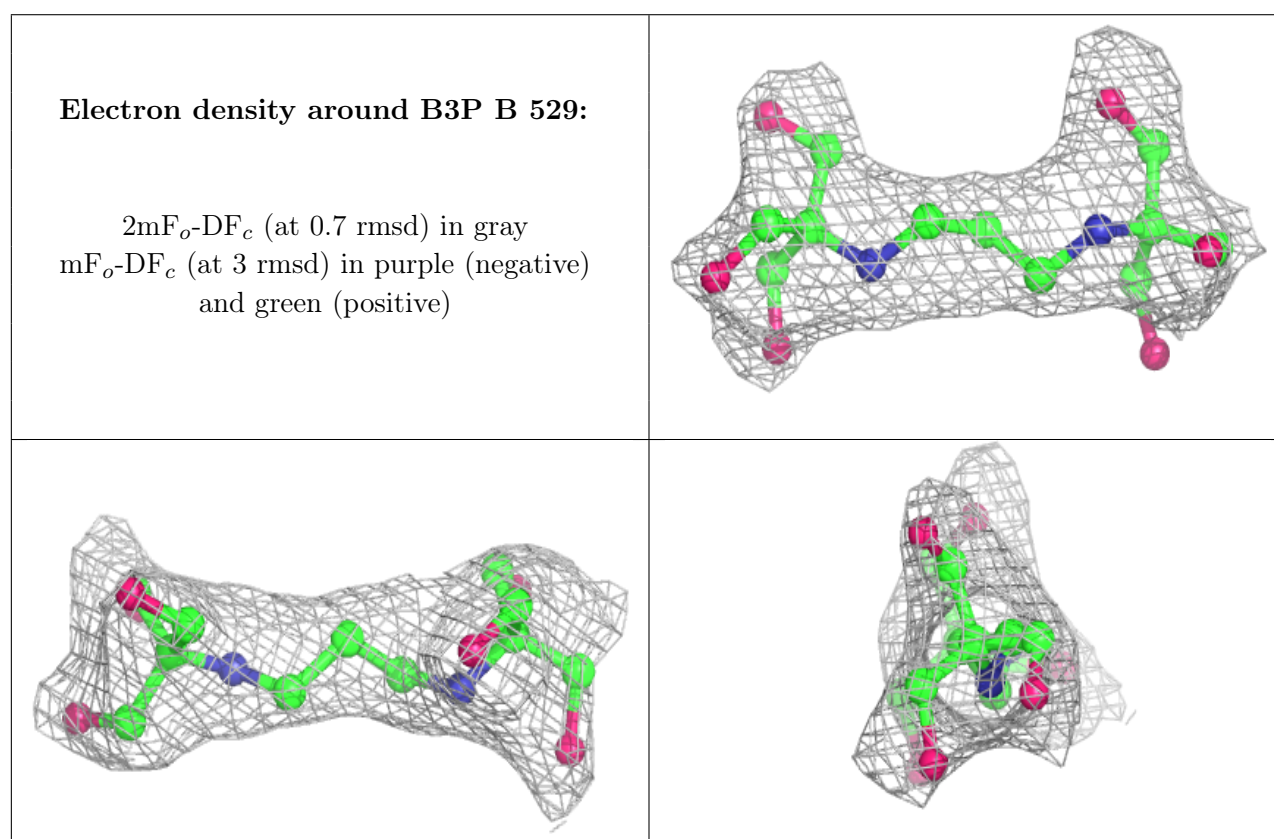 Electron density around B3P B 529:
2mFo-DFc (at 0.7 rmsd) in gray
mFo-DFc (at 3 rmsd) in purple (negative)
and green (positive)